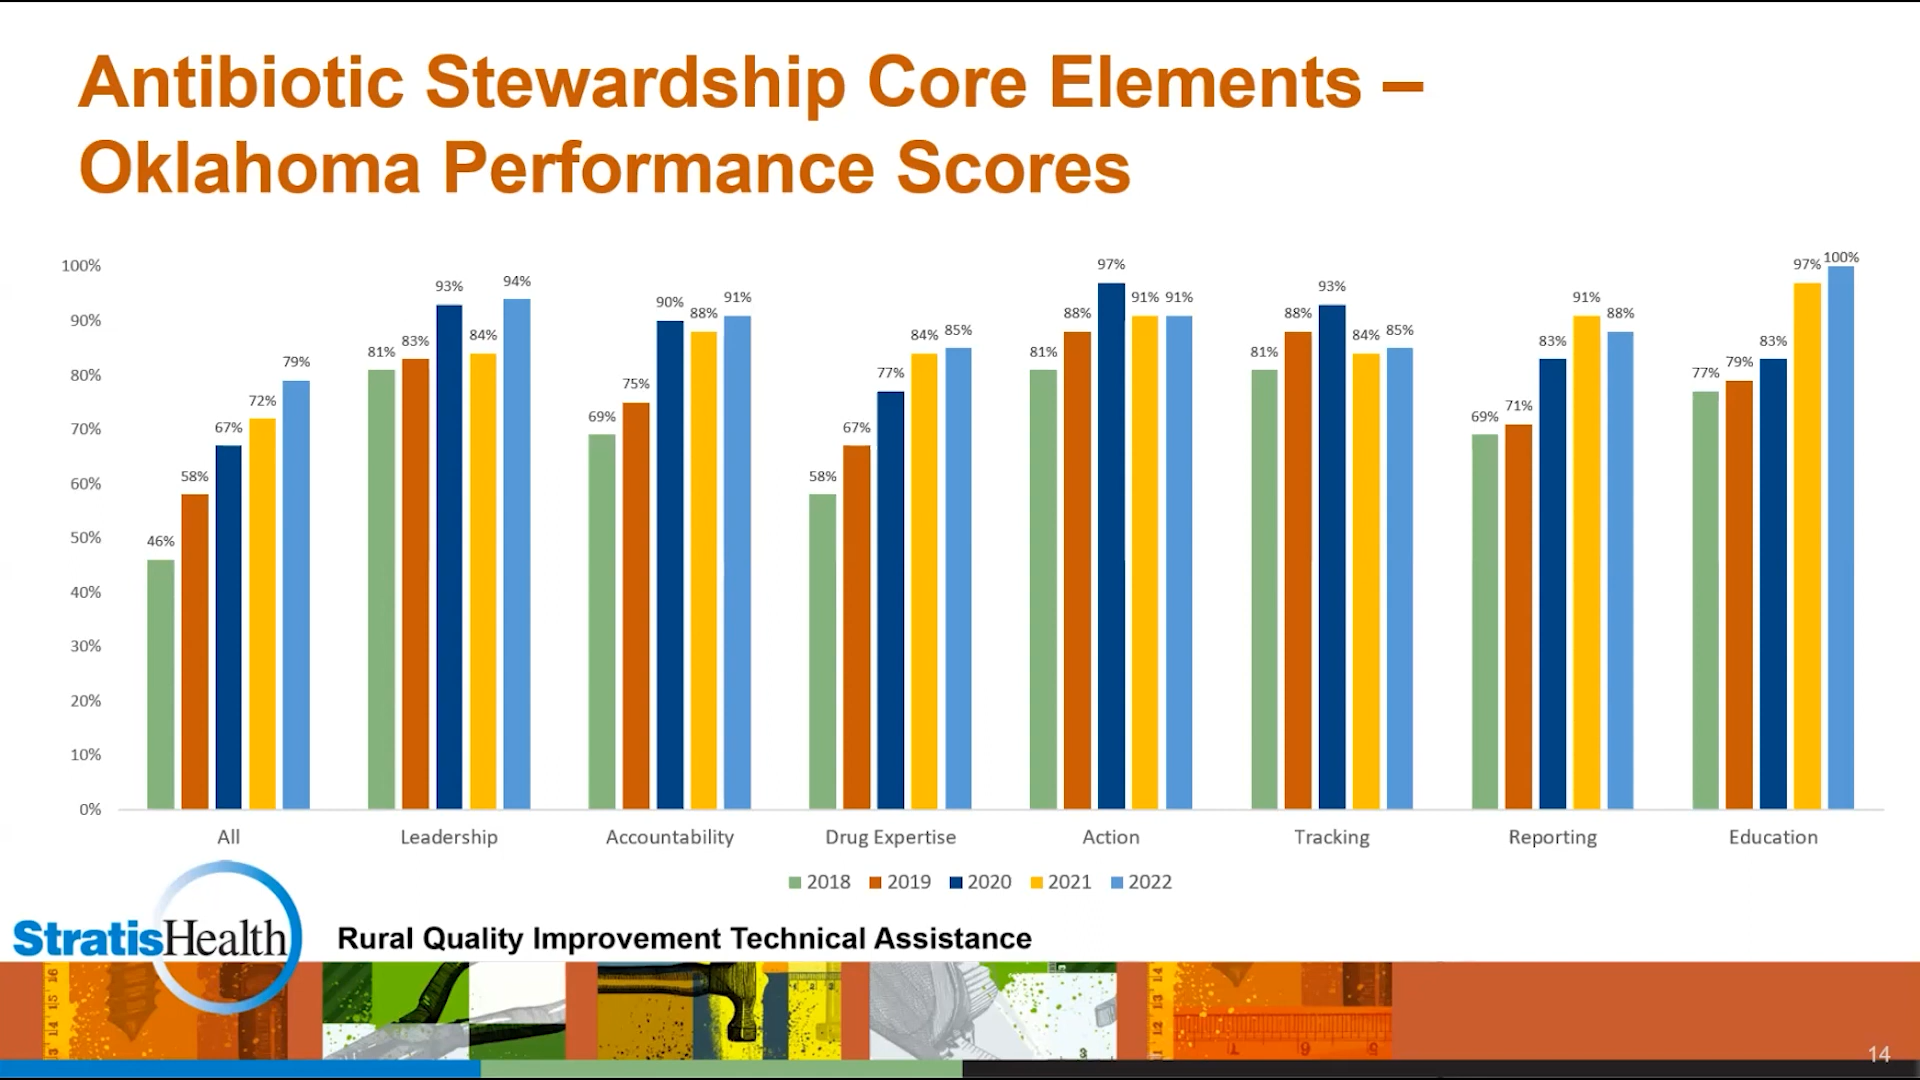 Antibiotic Stewardship Core Elements –
Oklahoma Performance Scores
100%
90%
80%
70%
60%
50%
40%
30%
20%
10%
0%
46% 58% 67% 72% 79%
81% 83% 93% 84% 94%
69% 75% 90% 88% 91%
58% 67% 77% 84% 85%
81% 88% 97% 91% 91%
81% 88% 93% 84% 85%
69% 71% 83% 91% 88%
77% 79% 83% 97% 100%
All Leadership Accountability Drug Expertise Action Tracking Reporting Education
2018 2019 2020 2021 2022
StratisHealth
Rural Quality Improvement Technical Assistance
14